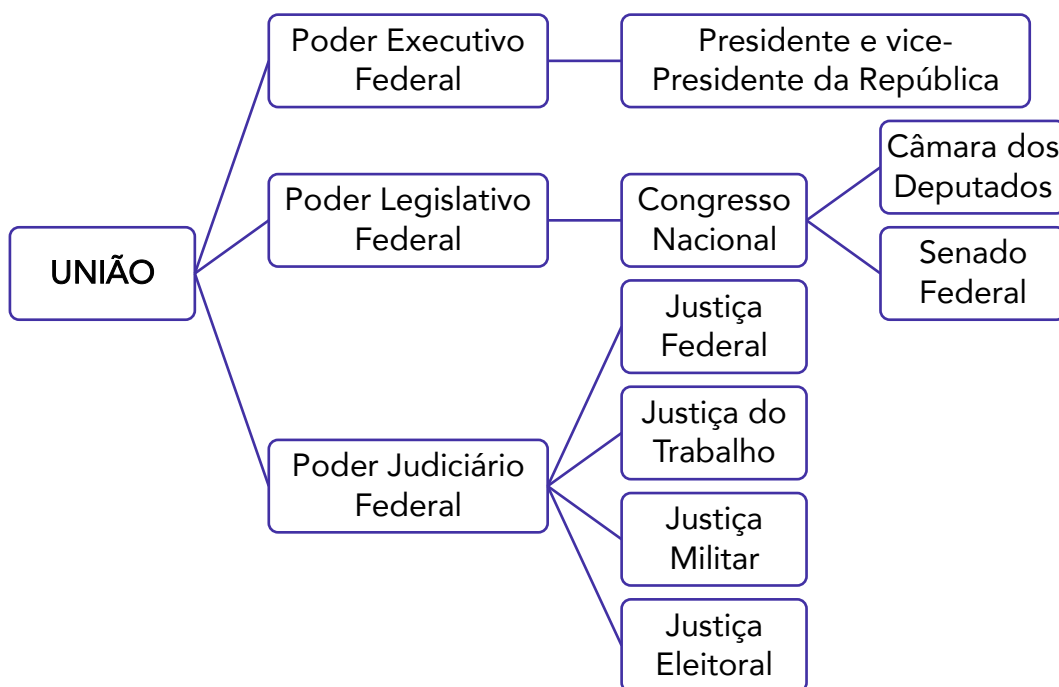 UNIÃO
Poder Executivo
Federal
Presidente e vice-
Presidente da República
Poder Legislativo
Federal
Congresso
Nacional
Câmara dos
Deputados
Senado
Federal
Poder Judiciário
Federal
Justiça
Federal
Justiça do
Trabalho
Justiça
Militar
Justiça
Eleitoral